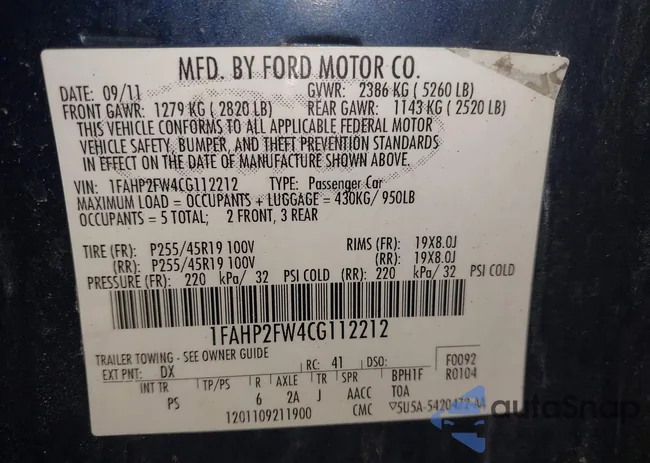 MFD. BY FORD MOTOR CO.
DATE: 09/11 GVWR: 2386 KG ( 5260 LB)
FRONT GAWR: 1279 KG ( 2820 LB) REAR GAWR: 1143 KG ( 2520 LB)
THIS VEHICLE CONFORMS TO ALL APPLICABLE FEDERAL MOTOR
VEHICLE SAFETY, BUMPER, AND THEFT PREVENTION STANDARDS
IN EFFECT ON THE DATE OF MANUFACTURE SHOWN ABOVE.
VIN: 1FAHP2FW4CG112212 TYPE: Passenger Car
MAXIMUM LOAD = OCCUPANTS + LUGGAGE = 430KG/ 950LB
OCCUPANTS = 5 TOTAL; 2 FRONT, 3 REAR
TIRE (FR): P255/45R19 100V RIMS (FR): 19X8.0J
(RR): P255/45R19 100V (RR): 19X8.0J
PRESSURE (FR): 220 kPa/ 32 PSI COLD (RR): 220 kPa/ 32 PSI COLD
1FAHP2FW4CG112212
TRAILER TOWING - SEE OWNER GUIDE
EXT PNT: DX RC: 41 DSO: F0092
R0104
INT TR TP/PS R AXLE TR SPR BPH1F
PS 6 2A J AACC TOA
1201109211900 CMC
autoSnap